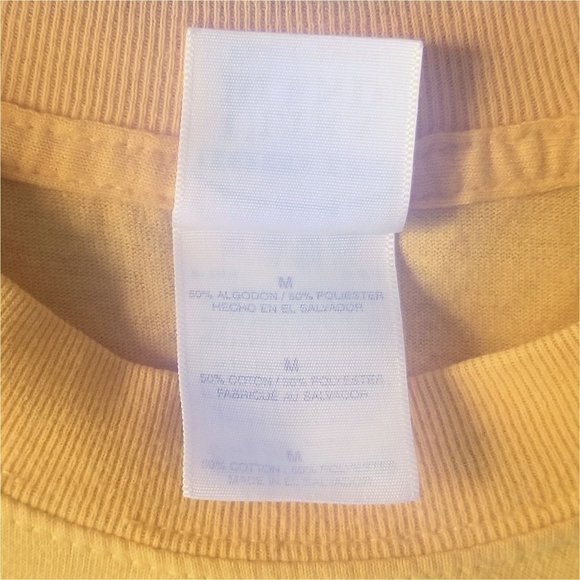 M
50% ALGODON / 50% POLIESTER
HECHO EN EL SALVADOR
M
50% COTON / 50% POLYESTER
FABRIQUÉ AU SALVADOR
M
50% COTTON / 50% POLYESTER
MADE IN EL SALVADOR